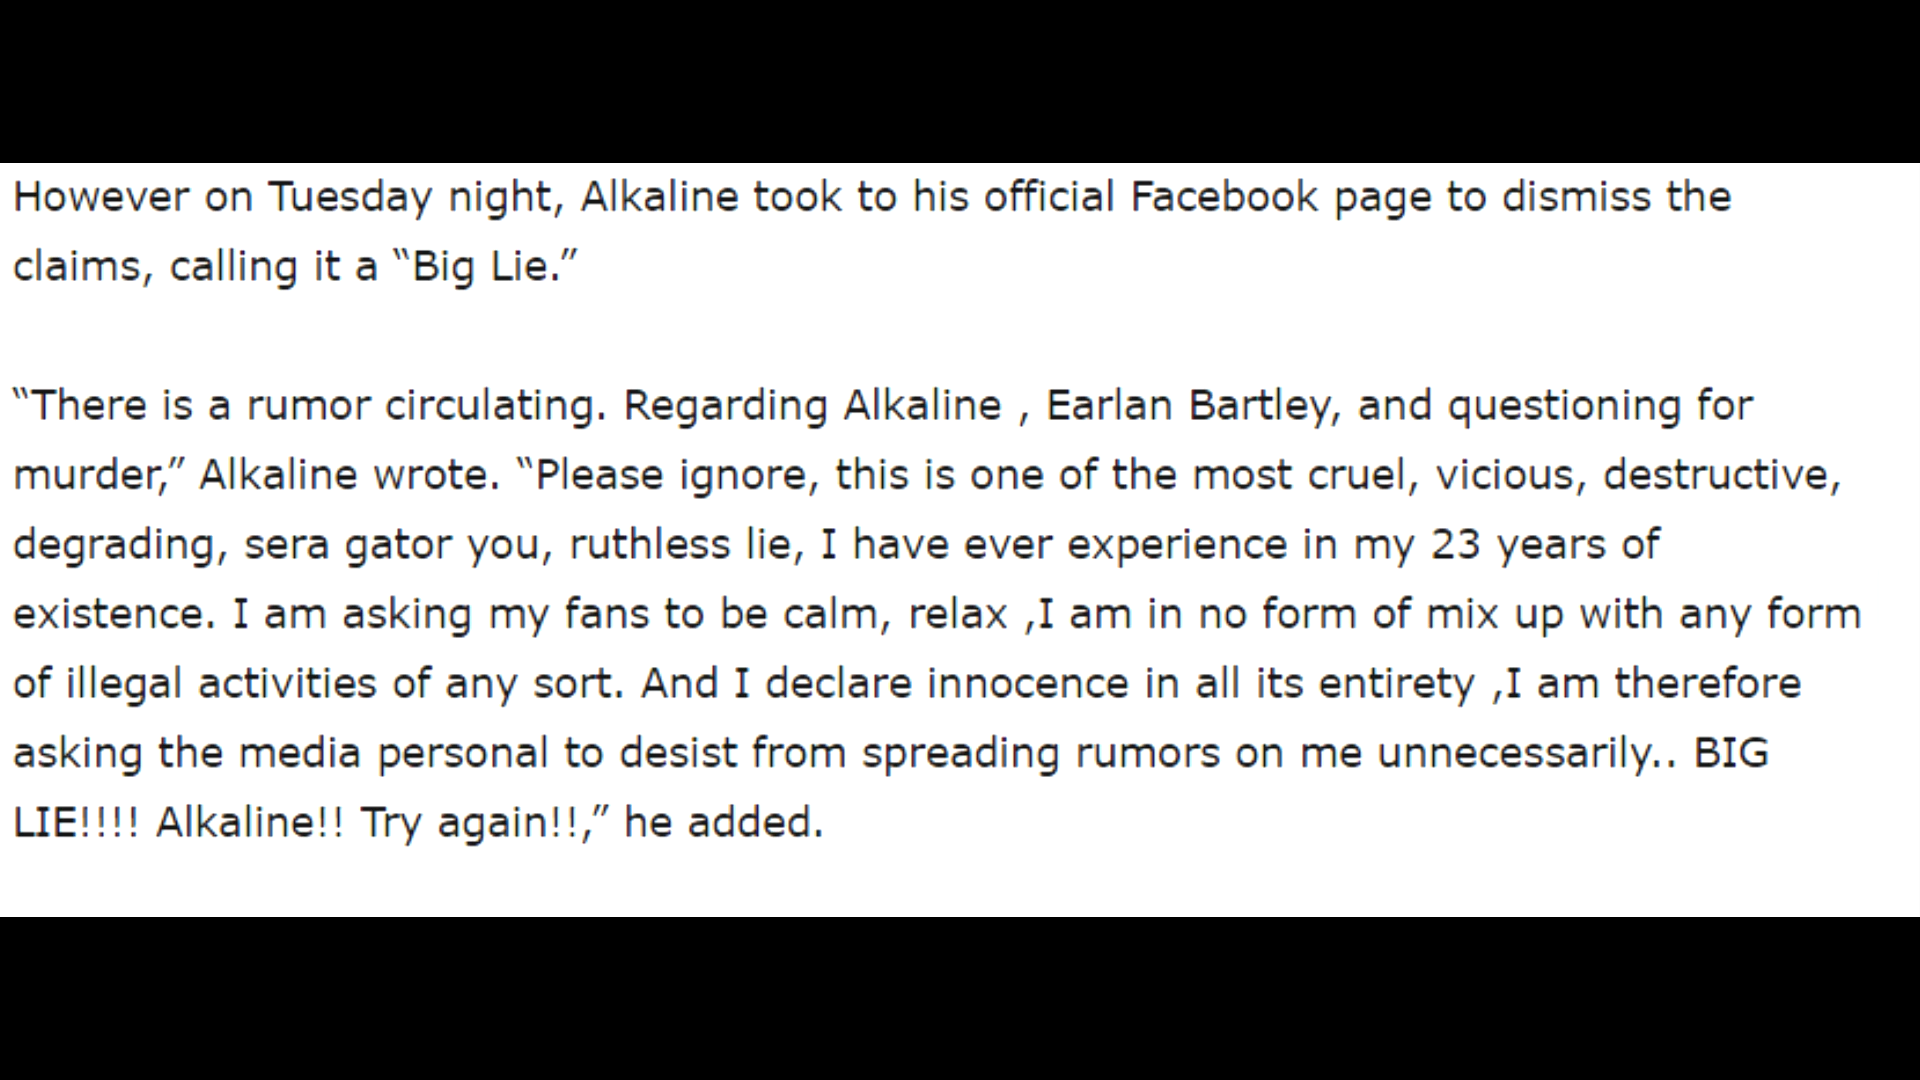 However on Tuesday night, Alkaline took to his official Facebook page to dismiss the
claims, calling it a “Big Lie.”
“There is a rumor circulating. Regarding Alkaline , Earlan Bartley, and questioning for
murder,” Alkaline wrote. “Please ignore, this is one of the most cruel, vicious, destructive,
degrading, sera gator you, ruthless lie, I have ever experience in my 23 years of
existence. I am asking my fans to be calm, relax ,I am in no form of mix up with any form
of illegal activities of any sort. And I declare innocence in all its entirety ,I am therefore
asking the media personal to desist from spreading rumors on me unnecessarily.. BIG
LIE!!!! Alkaline!! Try again!!,” he added.